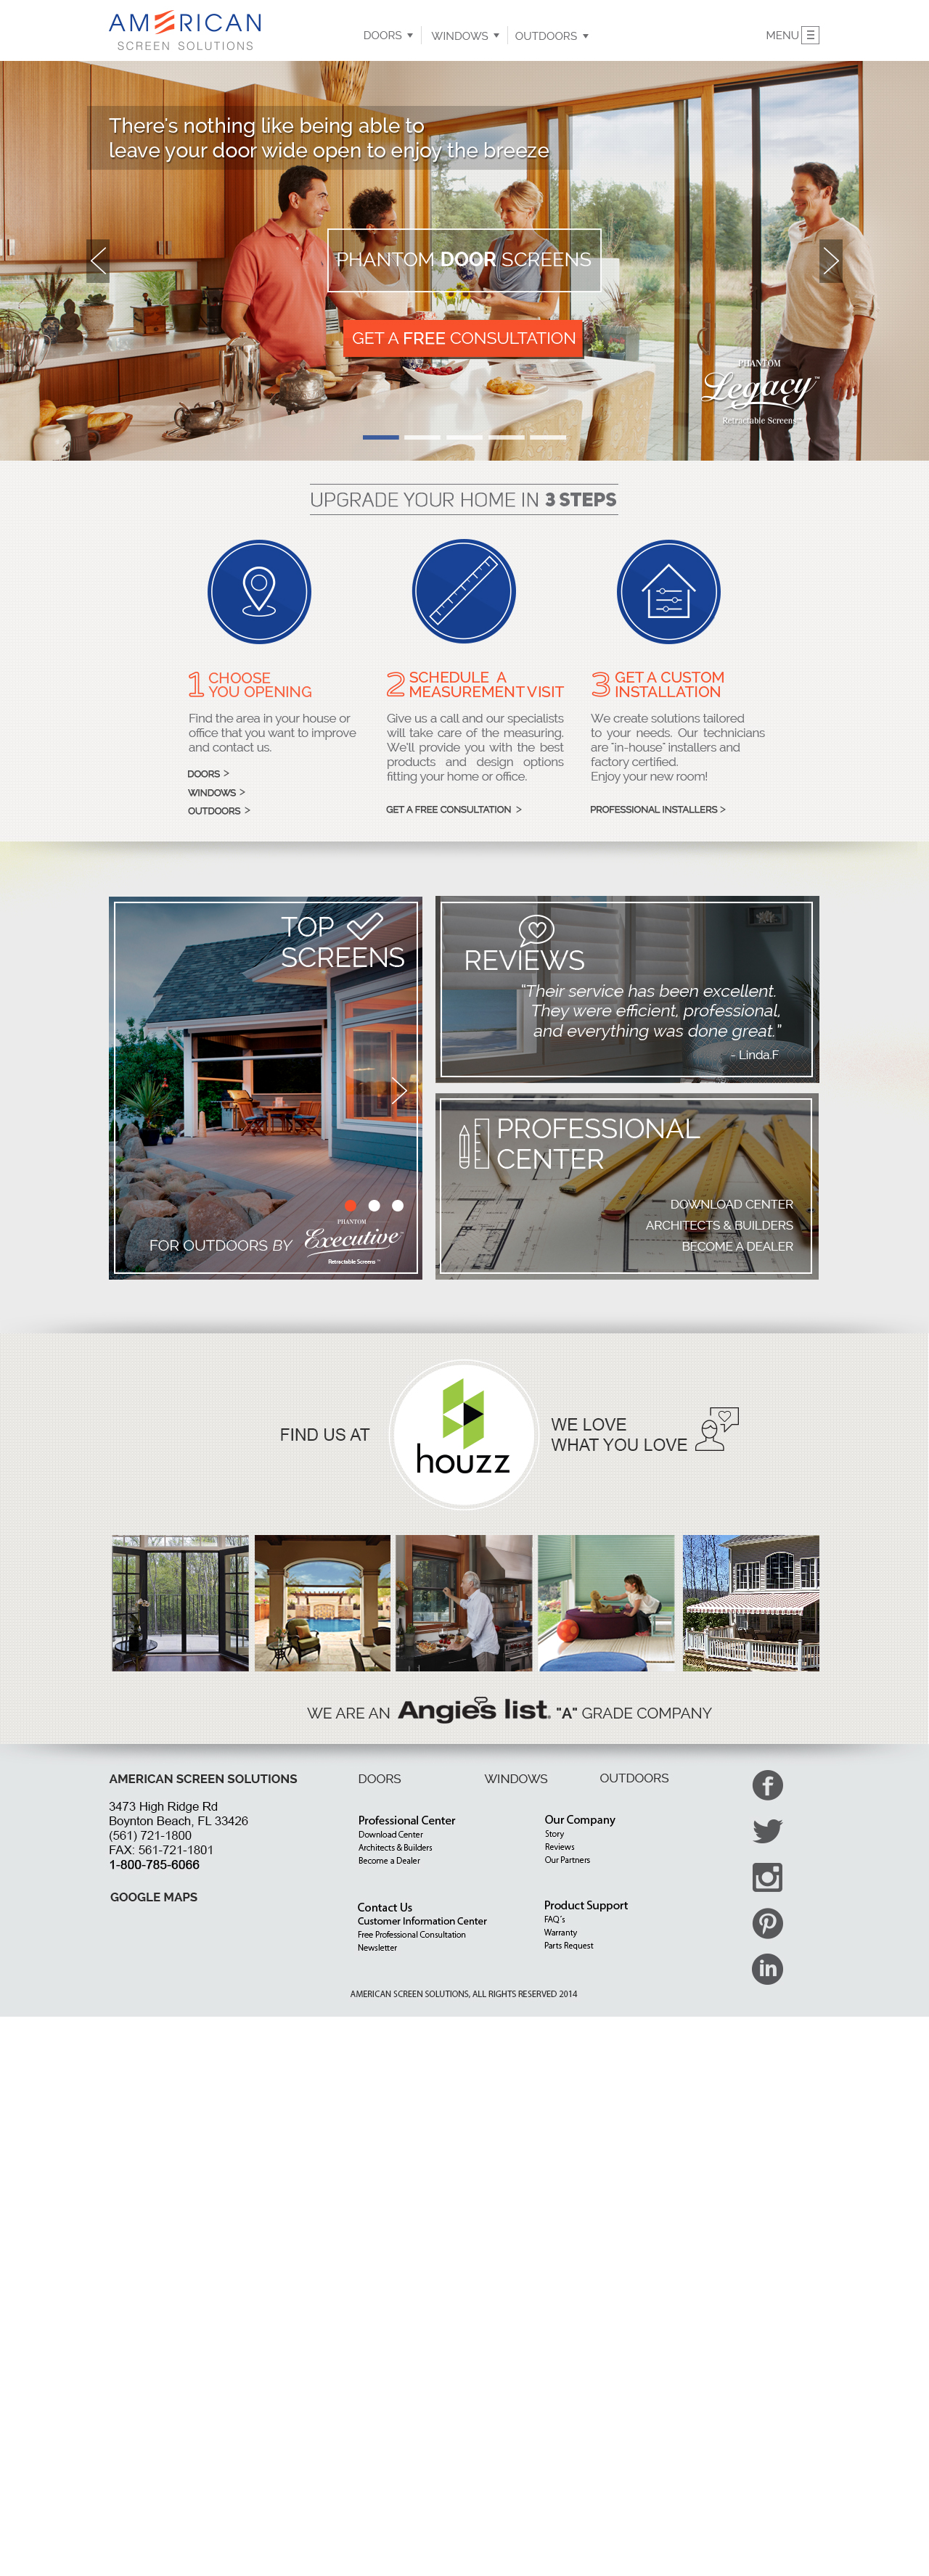 AMERICAN
SCREEN SOLUTIONS
DOORS
WINDOWS
OUTDOORS
MENU
There's nothing like being able to
leave your door wide open to enjoy the breeze
PHANTOM DOOR SCREENS
GET A FREE CONSULTATION
PHANTOM
Legacy™
Retractable Screens™
UPGRADE YOUR HOME IN 3 STEPS
1 CHOOSE
YOU OPENING
Find the area in your house or
office that you want to improve
and contact us.
DOORS >
WINDOWS >
OUTDOORS >
2 SCHEDULE A
MEASUREMENT VISIT
Give us a call and our specialists
will take care of the measuring.
We'll provide you with the best
products and design options
fitting your home or office.
GET A FREE CONSULTATION >
3 GET A CUSTOM
INSTALLATION
We create solutions tailored
to your needs. Our technicians
are "in-house" installers and
factory certified.
Enjoy your new room!
PROFESSIONAL INSTALLERS >
TOP
SCREENS
FOR OUTDOORS BY
PHANTOM
Executive™
Retractable Screens™
REVIEWS
"Their service has been excellent.
They were efficient, professional,
and everything was done great."
- Linda.F
PROFESSIONAL
CENTER
DOWNLOAD CENTER
ARCHITECTS & BUILDERS
BECOME A DEALER
FIND US AT
houzz
WE LOVE
WHAT YOU LOVE
WE ARE AN Angie's list. "A" GRADE COMPANY
AMERICAN SCREEN SOLUTIONS
3473 High Ridge Rd
Boynton Beach, FL 33426
(561) 721-1800
FAX: 561-721-1801
1-800-785-6066
GOOGLE MAPS
DOORS
WINDOWS
OUTDOORS
Professional Center
Download Center
Architects & Builders
Become a Dealer
Our Company
Story
Reviews
Our Partners
Contact Us
Customer Information Center
Free Professional Consultation
Newsletter
Product Support
FAQ's
Warranty
Parts Request
AMERICAN SCREEN SOLUTIONS, ALL RIGHTS RESERVED 2014